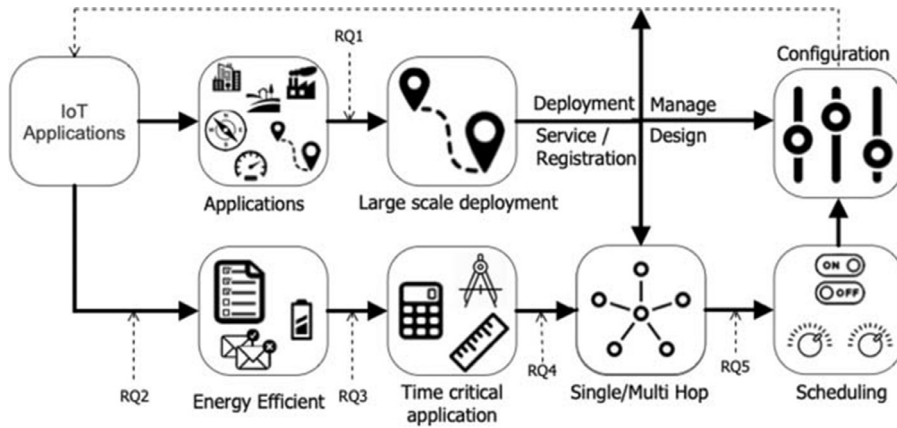 RQ1
Configuration
IoT
Applications
Deployment
Manage
Service /
Registration
Design
Applications
Large scale deployment
ON
OFF
RQ2
RQ3
RQ4
RQ5
Energy Efficient
Time critical
application
Single/Multi Hop
Scheduling